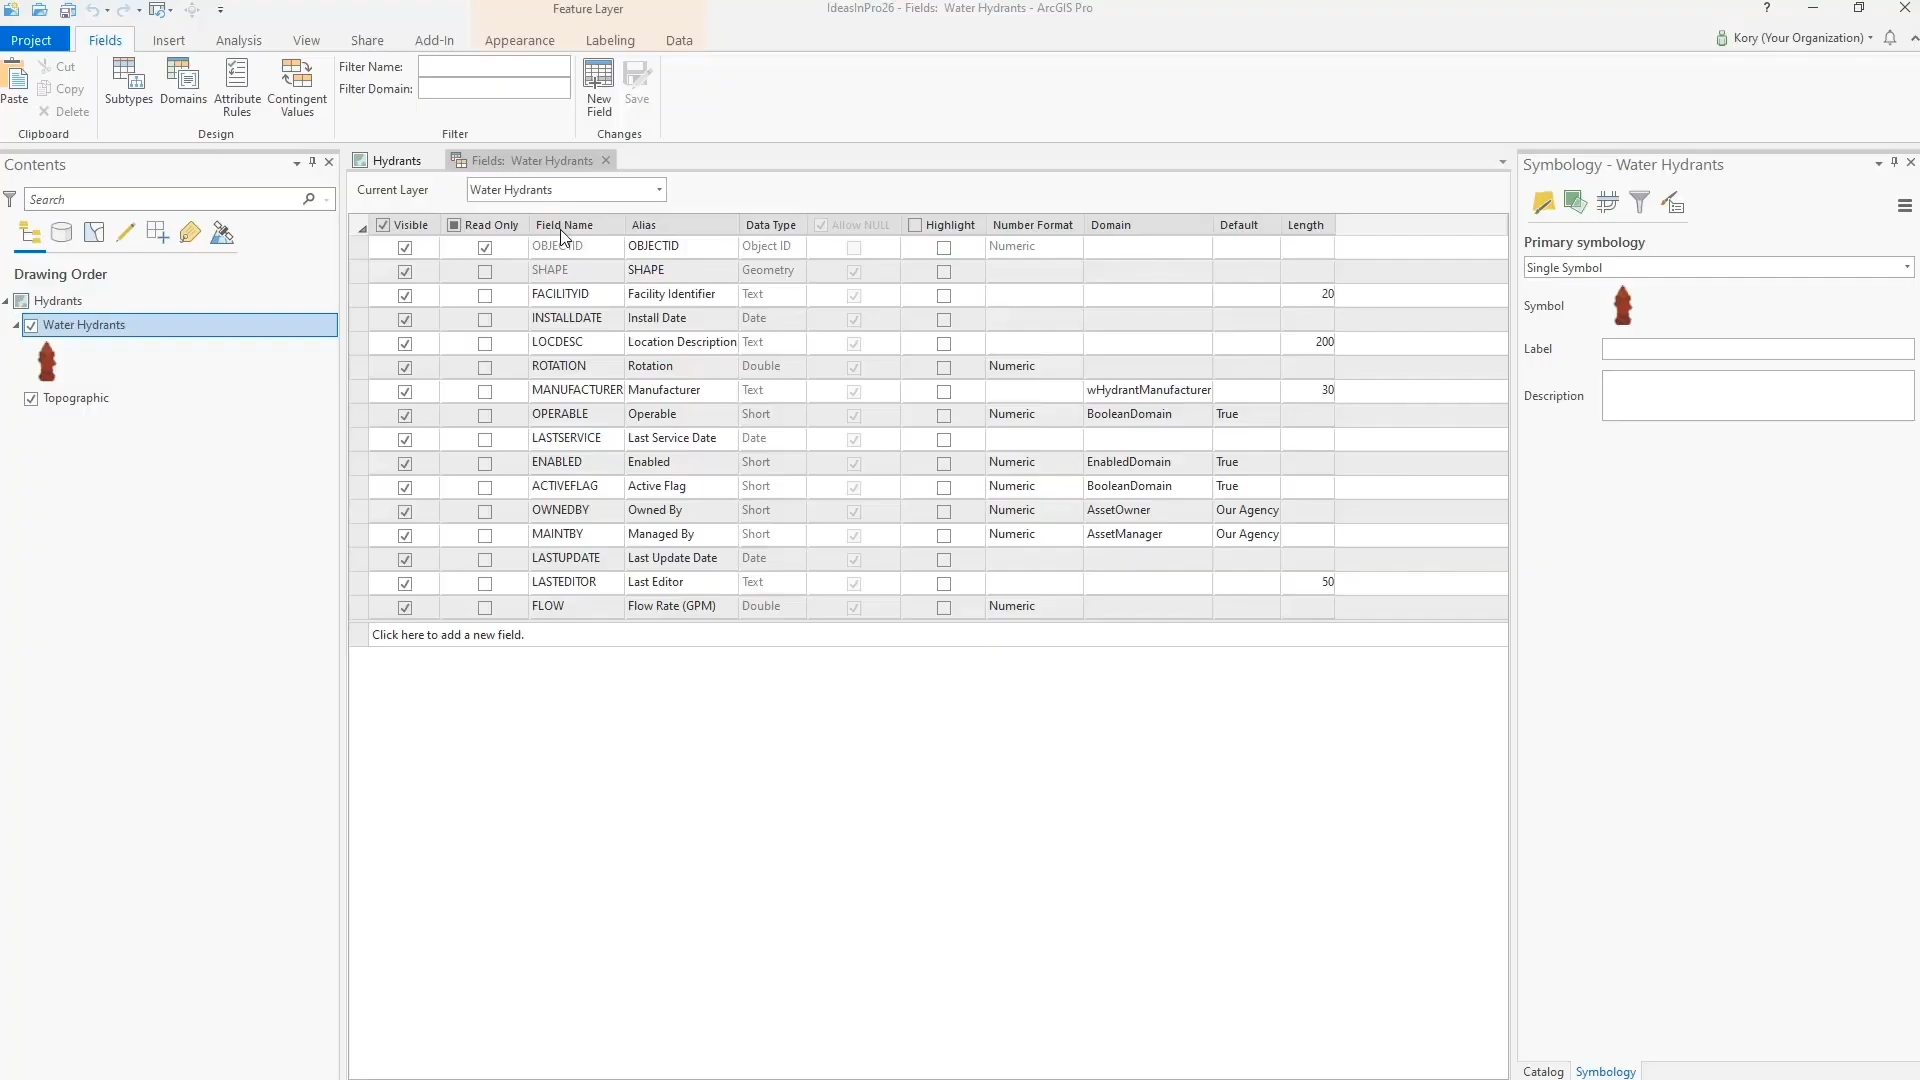 Feature Layer
IdeasInPro26 - Fields: Water Hydrants - ArcGIS Pro
?
Project Fields Insert Analysis View Share Add-In Appearance Labeling Data
Kory (Your Organization)
Paste
Cut
Copy
Delete
Clipboard
Subtypes
Domains
Attribute Rules
Contingent Values
Design
Filter Name:
Filter Domain:
Filter
New Field
Save
Changes
Contents
Search
Drawing Order
Hydrants
Water Hydrants
Topographic
Hydrants
Fields: Water Hydrants
Current Layer Water Hydrants
Visible Read Only Field Name Alias Data Type Allow NULL Highlight Number Format Domain Default Length
OBJECTID OBJECTID Object ID Numeric
SHAPE SHAPE Geometry
FACILITYID Facility Identifier Text 20
INSTALLDATE Install Date Date
LOCDESC Location Description Text 200
ROTATION Rotation Double Numeric
MANUFACTURER Manufacturer Text wHydrantManufacturer 30
OPERABLE Operable Short Numeric BooleanDomain True
LASTSERVICE Last Service Date Date
ENABLED Enabled Short Numeric EnabledDomain True
ACTIVEFLAG Active Flag Short Numeric BooleanDomain True
OWNEDBY Owned By Short Numeric AssetOwner Our Agency
MAINTBY Managed By Short Numeric AssetManager Our Agency
LASTUPDATE Last Update Date Date
LASTEDITOR Last Editor Text 50
FLOW Flow Rate (GPM) Double Numeric
Click here to add a new field.
Symbology - Water Hydrants
Primary symbology
Single Symbol
Symbol
Label
Description
Catalog Symbology